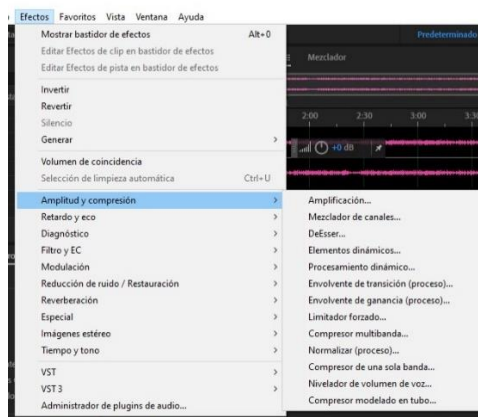 Efectos Favoritos Vista Ventana Ayuda
Mostrar bastidor de efectos Alt+0
Editar Efectos de clip en bastidor de efectos
Editar Efectos de pista en bastidor de efectos
Invertir
Revertir
Silencio
Generar >
Volumen de coincidencia
Selección de limpieza automática Ctrl+U
Amplitud y compresión >
Retardo y eco >
Diagnóstico >
Filtro y EC >
Modulación >
Reducción de ruido / Restauración >
Reverberación >
Especial >
Imágenes estéreo >
Tiempo y tono >
VST >
VST 3 >
Administrador de plugins de audio...
Predeterminado
Mezclador
2:00 2:30 3:00 3:30
+0 dB
Amplificación...
Mezclador de canales...
DeEsser...
Elementos dinámicos...
Procesamiento dinámico...
Envolvente de transición (proceso)...
Envolvente de ganancia (proceso)...
Limitador forzado...
Compresor multibanda...
Normalizar (proceso)...
Compresor de una sola banda...
Nivelador de volumen de voz...
Compresor modelado en tubo...